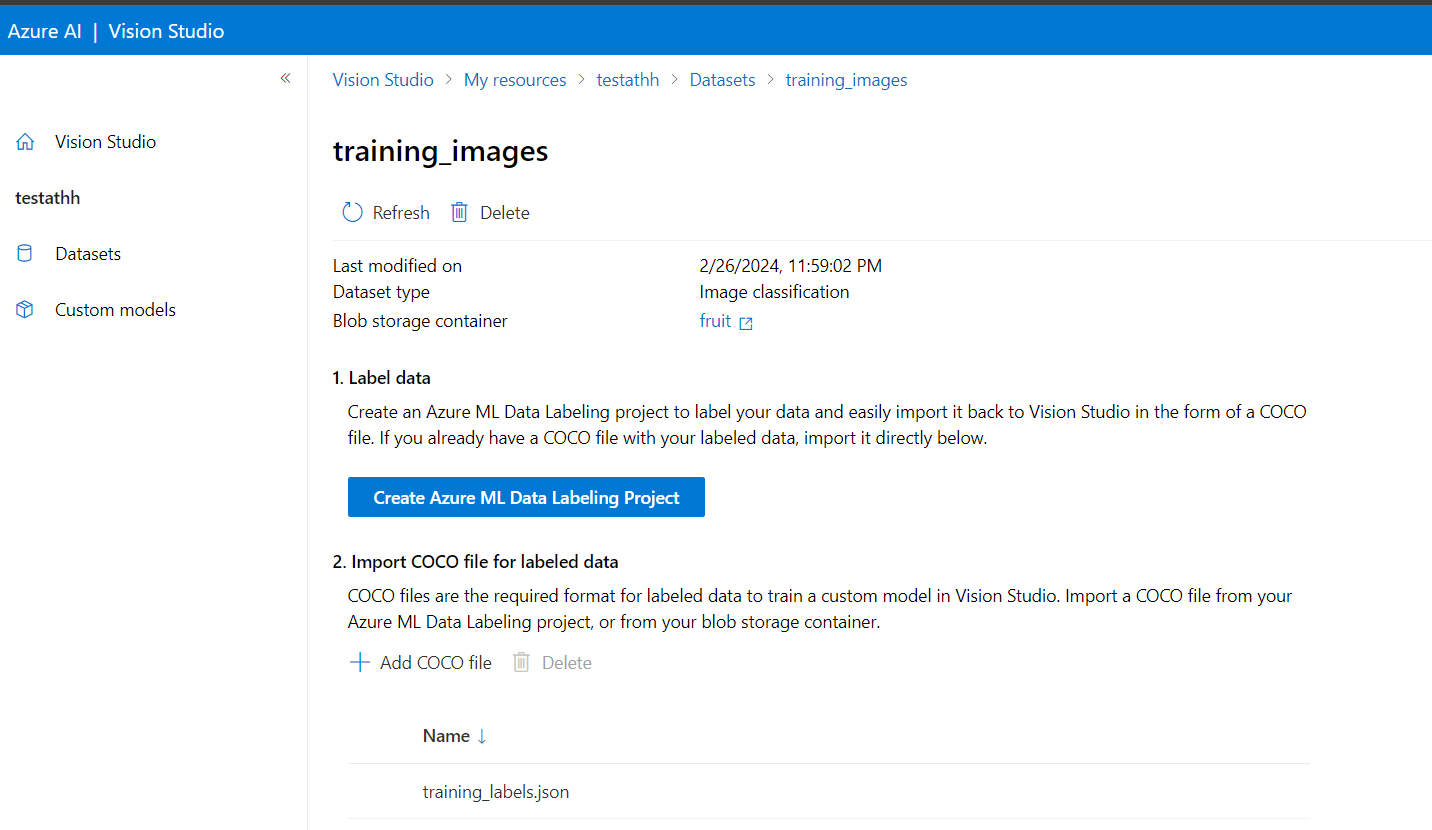 Azure AI | Vision Studio
Vision Studio > My resources > testathh > Datasets > training_images
Vision Studio
testathh
Datasets
Custom models
training_images
Refresh Delete
Last modified on 2/26/2024, 11:59:02 PM
Dataset type Image classification
Blob storage container fruit
1. Label data
Create an Azure ML Data Labeling project to label your data and easily import it back to Vision Studio in the form of a COCO
file. If you already have a COCO file with your labeled data, import it directly below.
Create Azure ML Data Labeling Project
2. Import COCO file for labeled data
COCO files are the required format for labeled data to train a custom model in Vision Studio. Import a COCO file from your
Azure ML Data Labeling project, or from your blob storage container.
Add COCO file Delete
Name ↓
training_labels.json